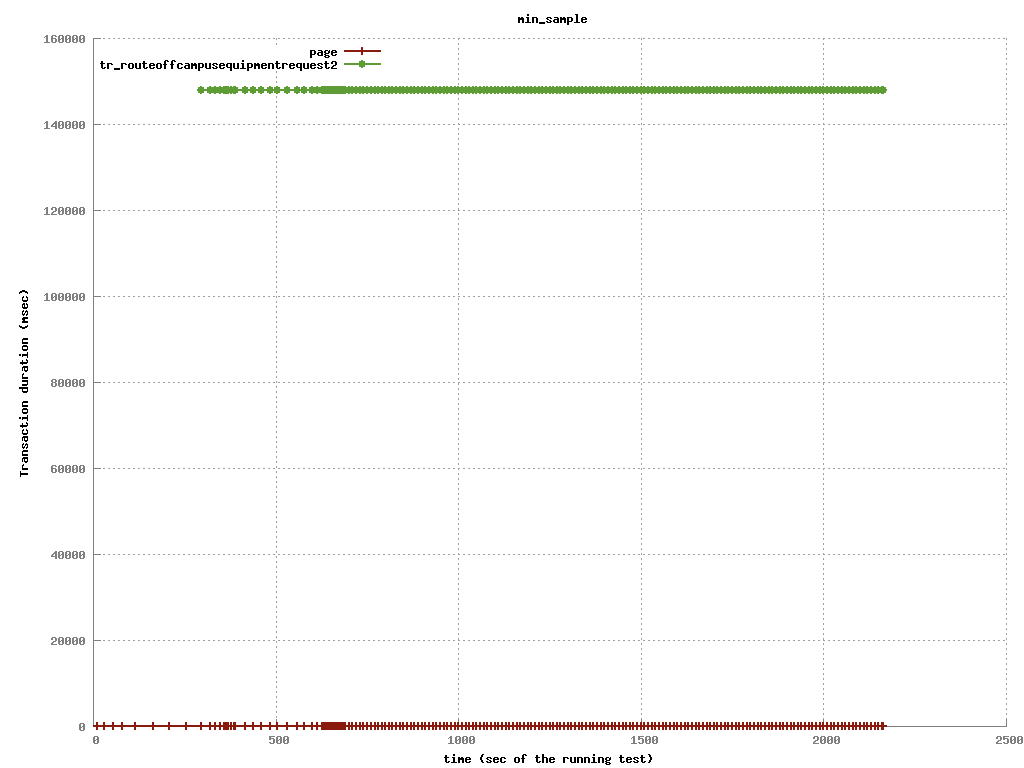 min_sample
160000
page
tr_routeoffcampusequipmentrequest2
140000
120000
100000
80000
60000
40000
20000
0
Transaction duration (msec)
0 500 1000 1500 2000 2500
time (sec of the running test)